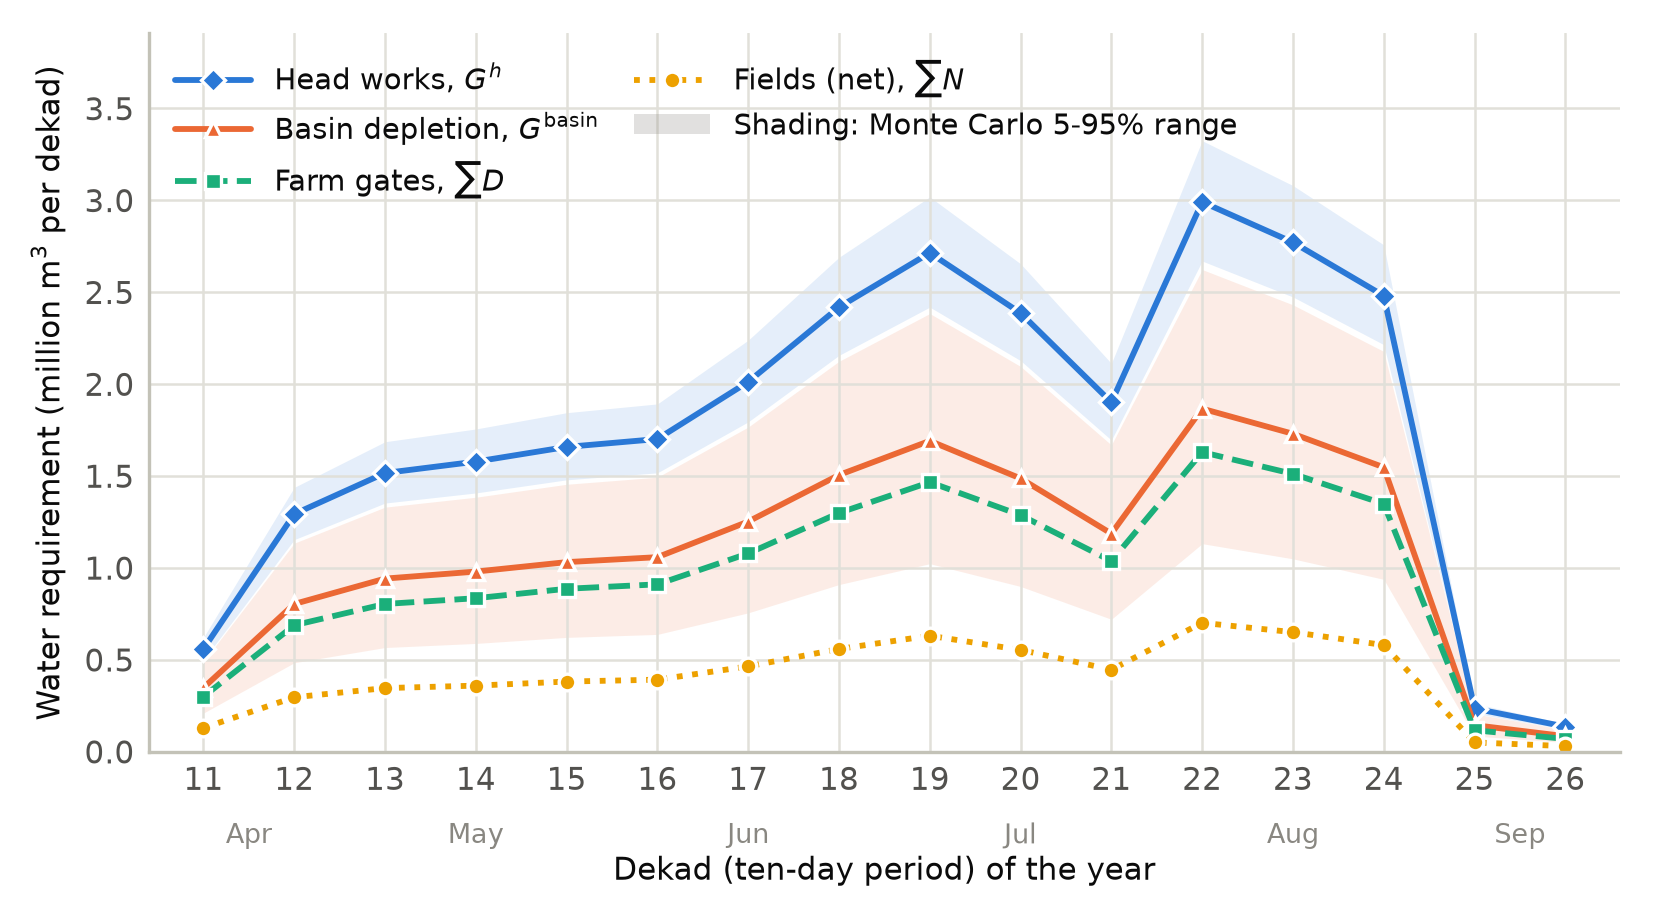 Head works, Gʰ
Basin depletion, G^basin
Farm gates, ∑D
Fields (net), ∑N
Shading: Monte Carlo 5-95% range
Water requirement (million m³ per dekad)
3.5
3.0
2.5
2.0
1.5
1.0
0.5
0.0
11 12 13 14 15 16 17 18 19 20 21 22 23 24 25 26
Apr May Jun Jul Aug Sep
Dekad (ten-day period) of the year